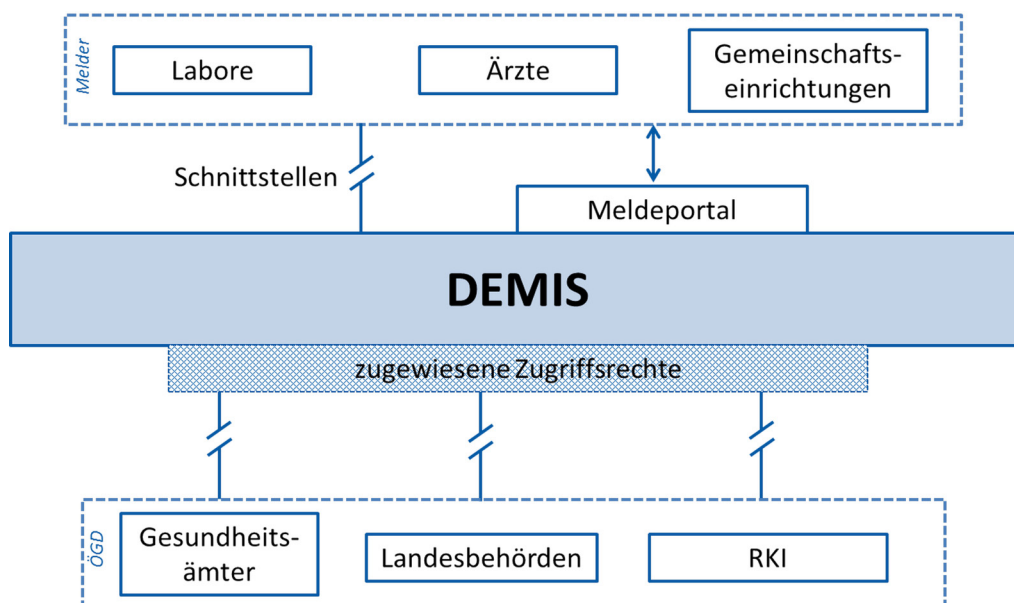 Melder
Labore
Ärzte
Gemeinschafts-
einrichtungen
Schnittstellen
Meldeportal
DEMIS
zugewiesene Zugriffsrechte
ÖGD
Gesundheits-
ämter
Landesbehörden
RKI